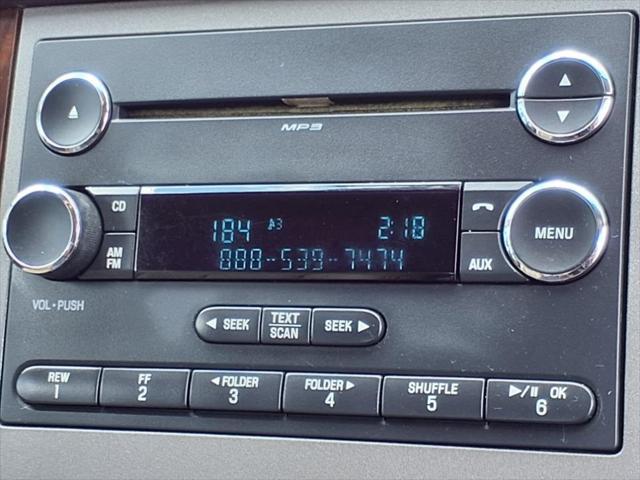 MP3
CD
184 A3 2:18
888-539-7474
AM
FM
AUX
MENU
VOL•PUSH
◄ SEEK
TEXT
SCAN
SEEK ►
REW
1
FF
2
◄FOLDER
3
FOLDER►
4
SHUFFLE
5
►/II OK
6